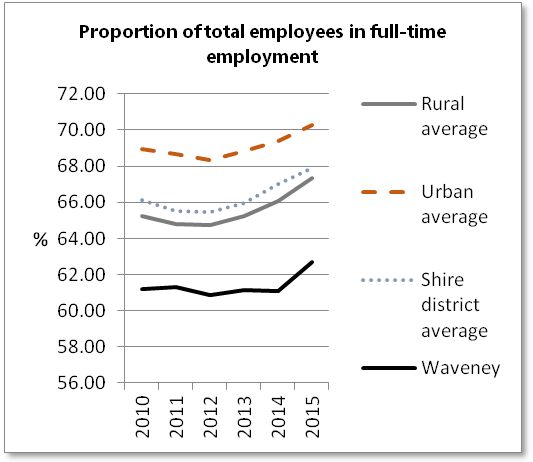 Proportion of total employees in full-time
employment
72.00
70.00
68.00
66.00
64.00
62.00
60.00
58.00
56.00
%
2010
2011
2012
2013
2014
2015
Rural
average
Urban
average
Shire
district
average
Waveney